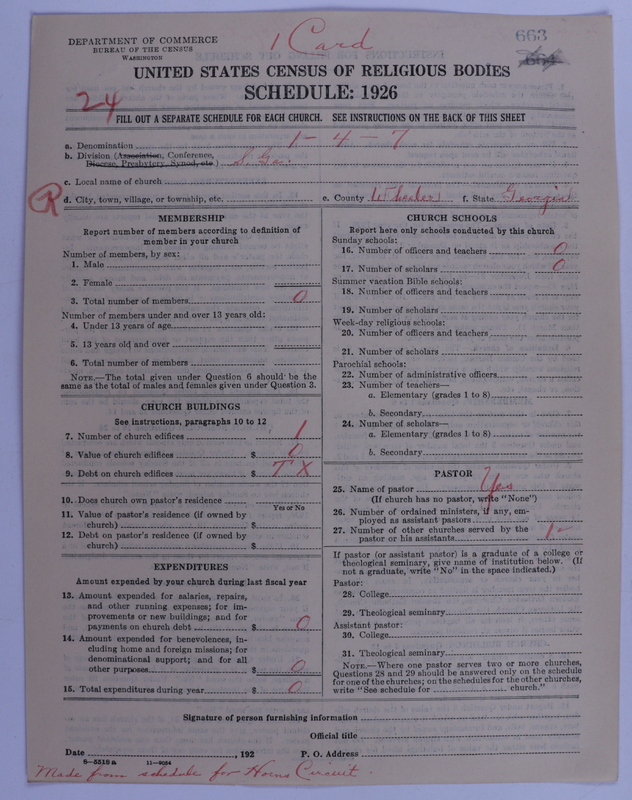 DEPARTMENT OF COMMERCE
BUREAU OF THE CENSUS
WASHINGTON
1 Card
663
664
UNITED STATES CENSUS OF RELIGIOUS BODIES
SCHEDULE: 1926
24
FILL OUT A SEPARATE SCHEDULE FOR EACH CHURCH. SEE INSTRUCTIONS ON THE BACK OF THIS SHEET
a. Denomination 1-4-7
b. Division (Association, Conference, Diocese, Presbytery, Synod, etc.) S. Ga.
c. Local name of church
R
d. City, town, village, or township, etc. e. County Wheeler f. State Georgia
MEMBERSHIP
Report number of members according to definition of
member in your church
Number of members, by sex:
1. Male
2. Female
3. Total number of members 0
Number of members under and over 13 years old:
4. Under 13 years of age
5. 13 years old and over
6. Total number of members
NOTE.—The total given under Question 6 should be the
same as the total of males and females given under Question 3.
CHURCH BUILDINGS
See instructions, paragraphs 10 to 12
7. Number of church edifices 1
8. Value of church edifices $ 0
9. Debt on church edifices $ TX
10. Does church own pastor's residence
Yes or No
11. Value of pastor's residence (if owned by
church) $
12. Debt on pastor's residence (if owned by
church) $
EXPENDITURES
Amount expended by your church during last fiscal year
13. Amount expended for salaries, repairs,
and other running expenses; for im-
provements or new buildings; and for
payments on church debt $ 0
14. Amount expended for benevolences, in-
cluding home and foreign missions; for
denominational support; and for all
other purposes $ 0
15. Total expenditures during year $ 0
CHURCH SCHOOLS
Report here only schools conducted by this church
Sunday schools:
16. Number of officers and teachers 0
17. Number of scholars 0
Summer vacation Bible schools:
18. Number of officers and teachers
19. Number of scholars
Week-day religious schools:
20. Number of officers and teachers
21. Number of scholars
Parochial schools:
22. Number of administrative officers
23. Number of teachers—
a. Elementary (grades 1 to 8)
b. Secondary
24. Number of scholars—
a. Elementary (grades 1 to 8)
b. Secondary
PASTOR
25. Name of pastor Yes
(If church has no pastor, write "None")
26. Number of ordained ministers, if any, em-
ployed as assistant pastors
27. Number of other churches served by the
pastor or his assistants
If pastor (or assistant pastor) is a graduate of a college or
theological seminary, give name of institution below. (If
not a graduate, write "No" in the space indicated.)
Pastor:
28. College
29. Theological seminary
Assistant pastor:
30. College
31. Theological seminary
NOTE.—Where one pastor serves two or more churches,
Questions 28 and 29 should be answered only on the schedule
for one of the churches; on the schedules for the other churches,
write "See schedule for church."
Signature of person furnishing information
Official title
Date , 192 P. O. Address
8-5510 a 11-9054
Made from schedule for Horns Circuit.